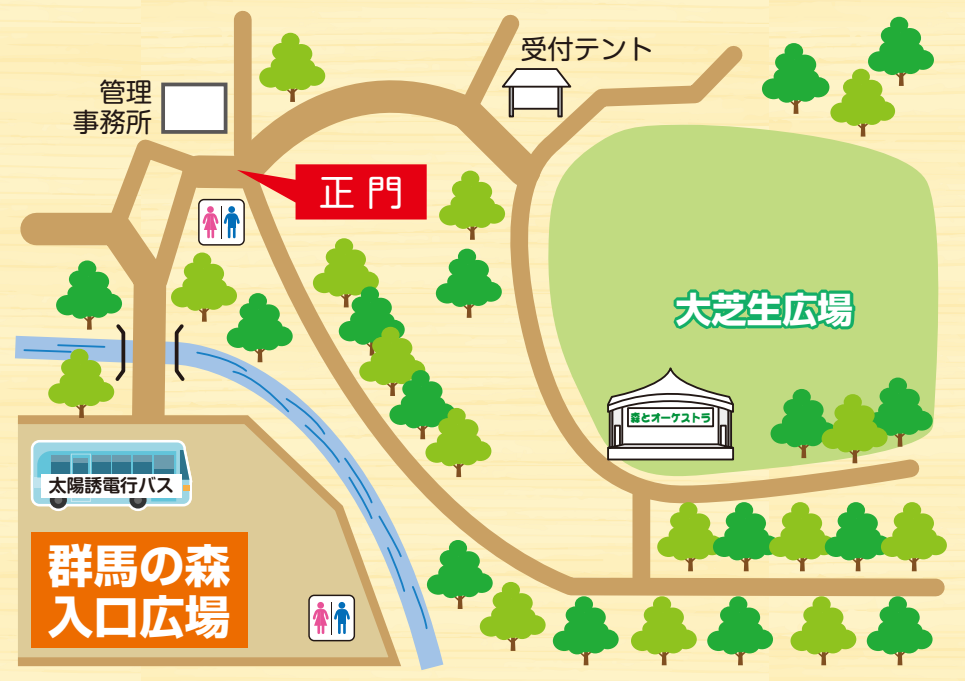 受付テント
管理
事務所
正門
大芝生広場
森とオーケストラ
太陽誘電行バス
群馬の森
入口広場